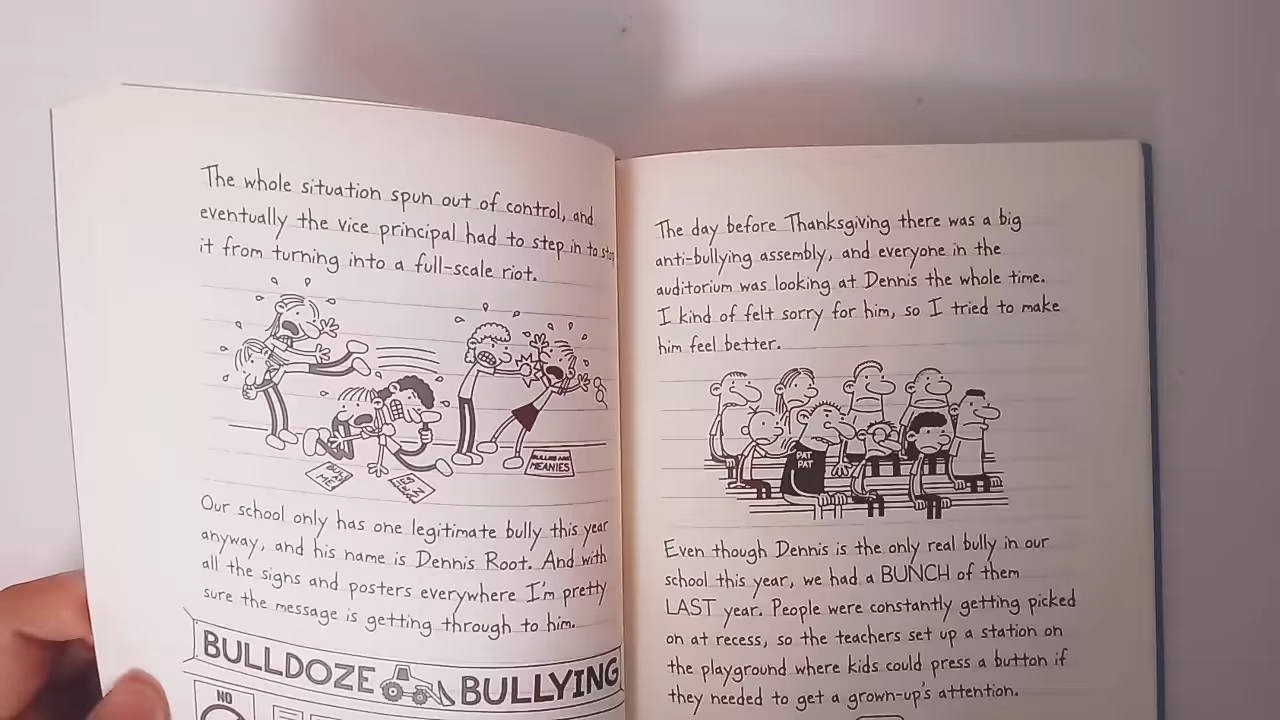 The whole situation spun out of control, and
eventually the vice principal had to step in to stop
it from turning into a full-scale riot.
MEANIES
Our school only has one legitimate bully this year
anyway, and his name is Dennis Root. And with
all the signs and posters everywhere I'm pretty
sure the message is getting through to him.
BULLDOZE BULLYING
NO
The day before Thanksgiving there was a big
anti-bullying assembly, and everyone in the
auditorium was looking at Dennis the whole time.
I kind of felt sorry for him, so I tried to make
him feel better.
PAT
PAT
Even though Dennis is the only real bully in our
school this year, we had a BUNCH of them
LAST year. People were constantly getting picked
on at recess, so the teachers set up a station on
the playground where kids could press a button if
they needed to get a grown-up's attention.